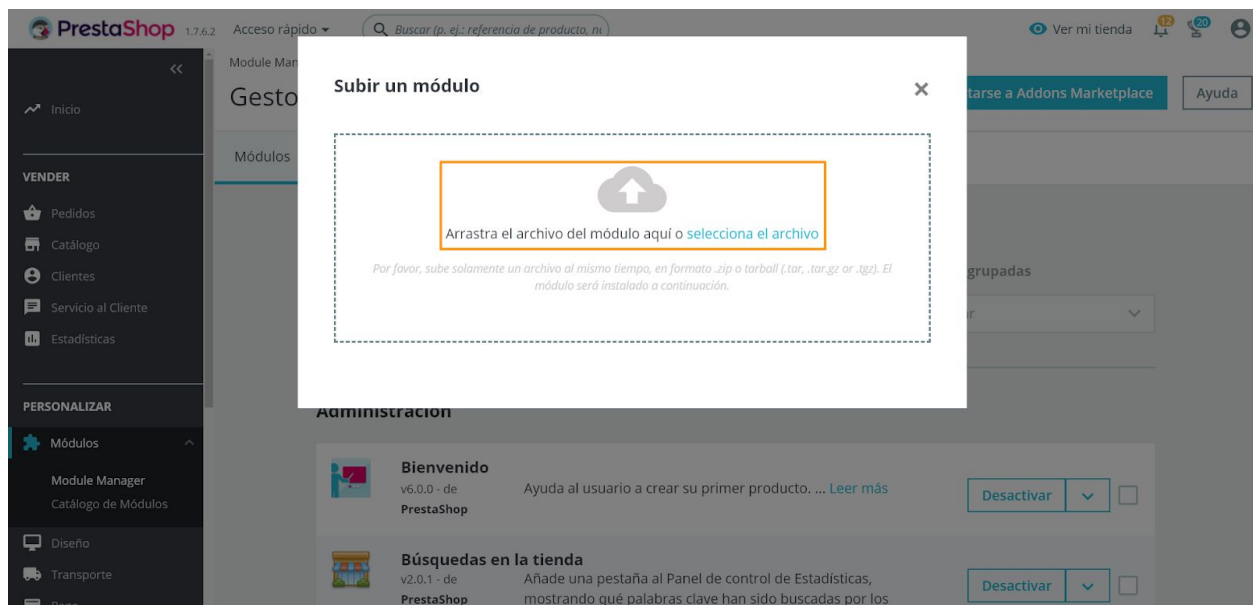 PrestaShop 1.7.6.2 Acceso rápido Buscar (p. ej.: referencia de producto, no Ver mi tienda 12 20
Module Man
Gesto
tarse a Addons Marketplace Ayuda
Módulos
Inicio
VENDER
Pedidos
Catálogo
Clientes
Servicio al Cliente
Estadísticas
PERSONALIZAR
Módulos
Module Manager
Catálogo de Módulos
Diseño
Transporte
Pago
Subir un módulo ×
Arrastra el archivo del módulo aquí o selecciona el archivo
Por favor, sube solamente un archivo al mismo tiempo, en formato .zip o tarball (.tar, .tar.gz or .tgz). El
módulo será instalado a continuación.
grupadas
ar
Administración
Bienvenido
v6.0.0 - de
PrestaShop
Ayuda al usuario a crear su primer producto. ... Leer más
Desactivar
Búsquedas en la tienda
v2.0.1 - de
PrestaShop
Añade una pestaña al Panel de control de Estadísticas,
mostrando qué palabras clave han sido buscadas por los
Desactivar